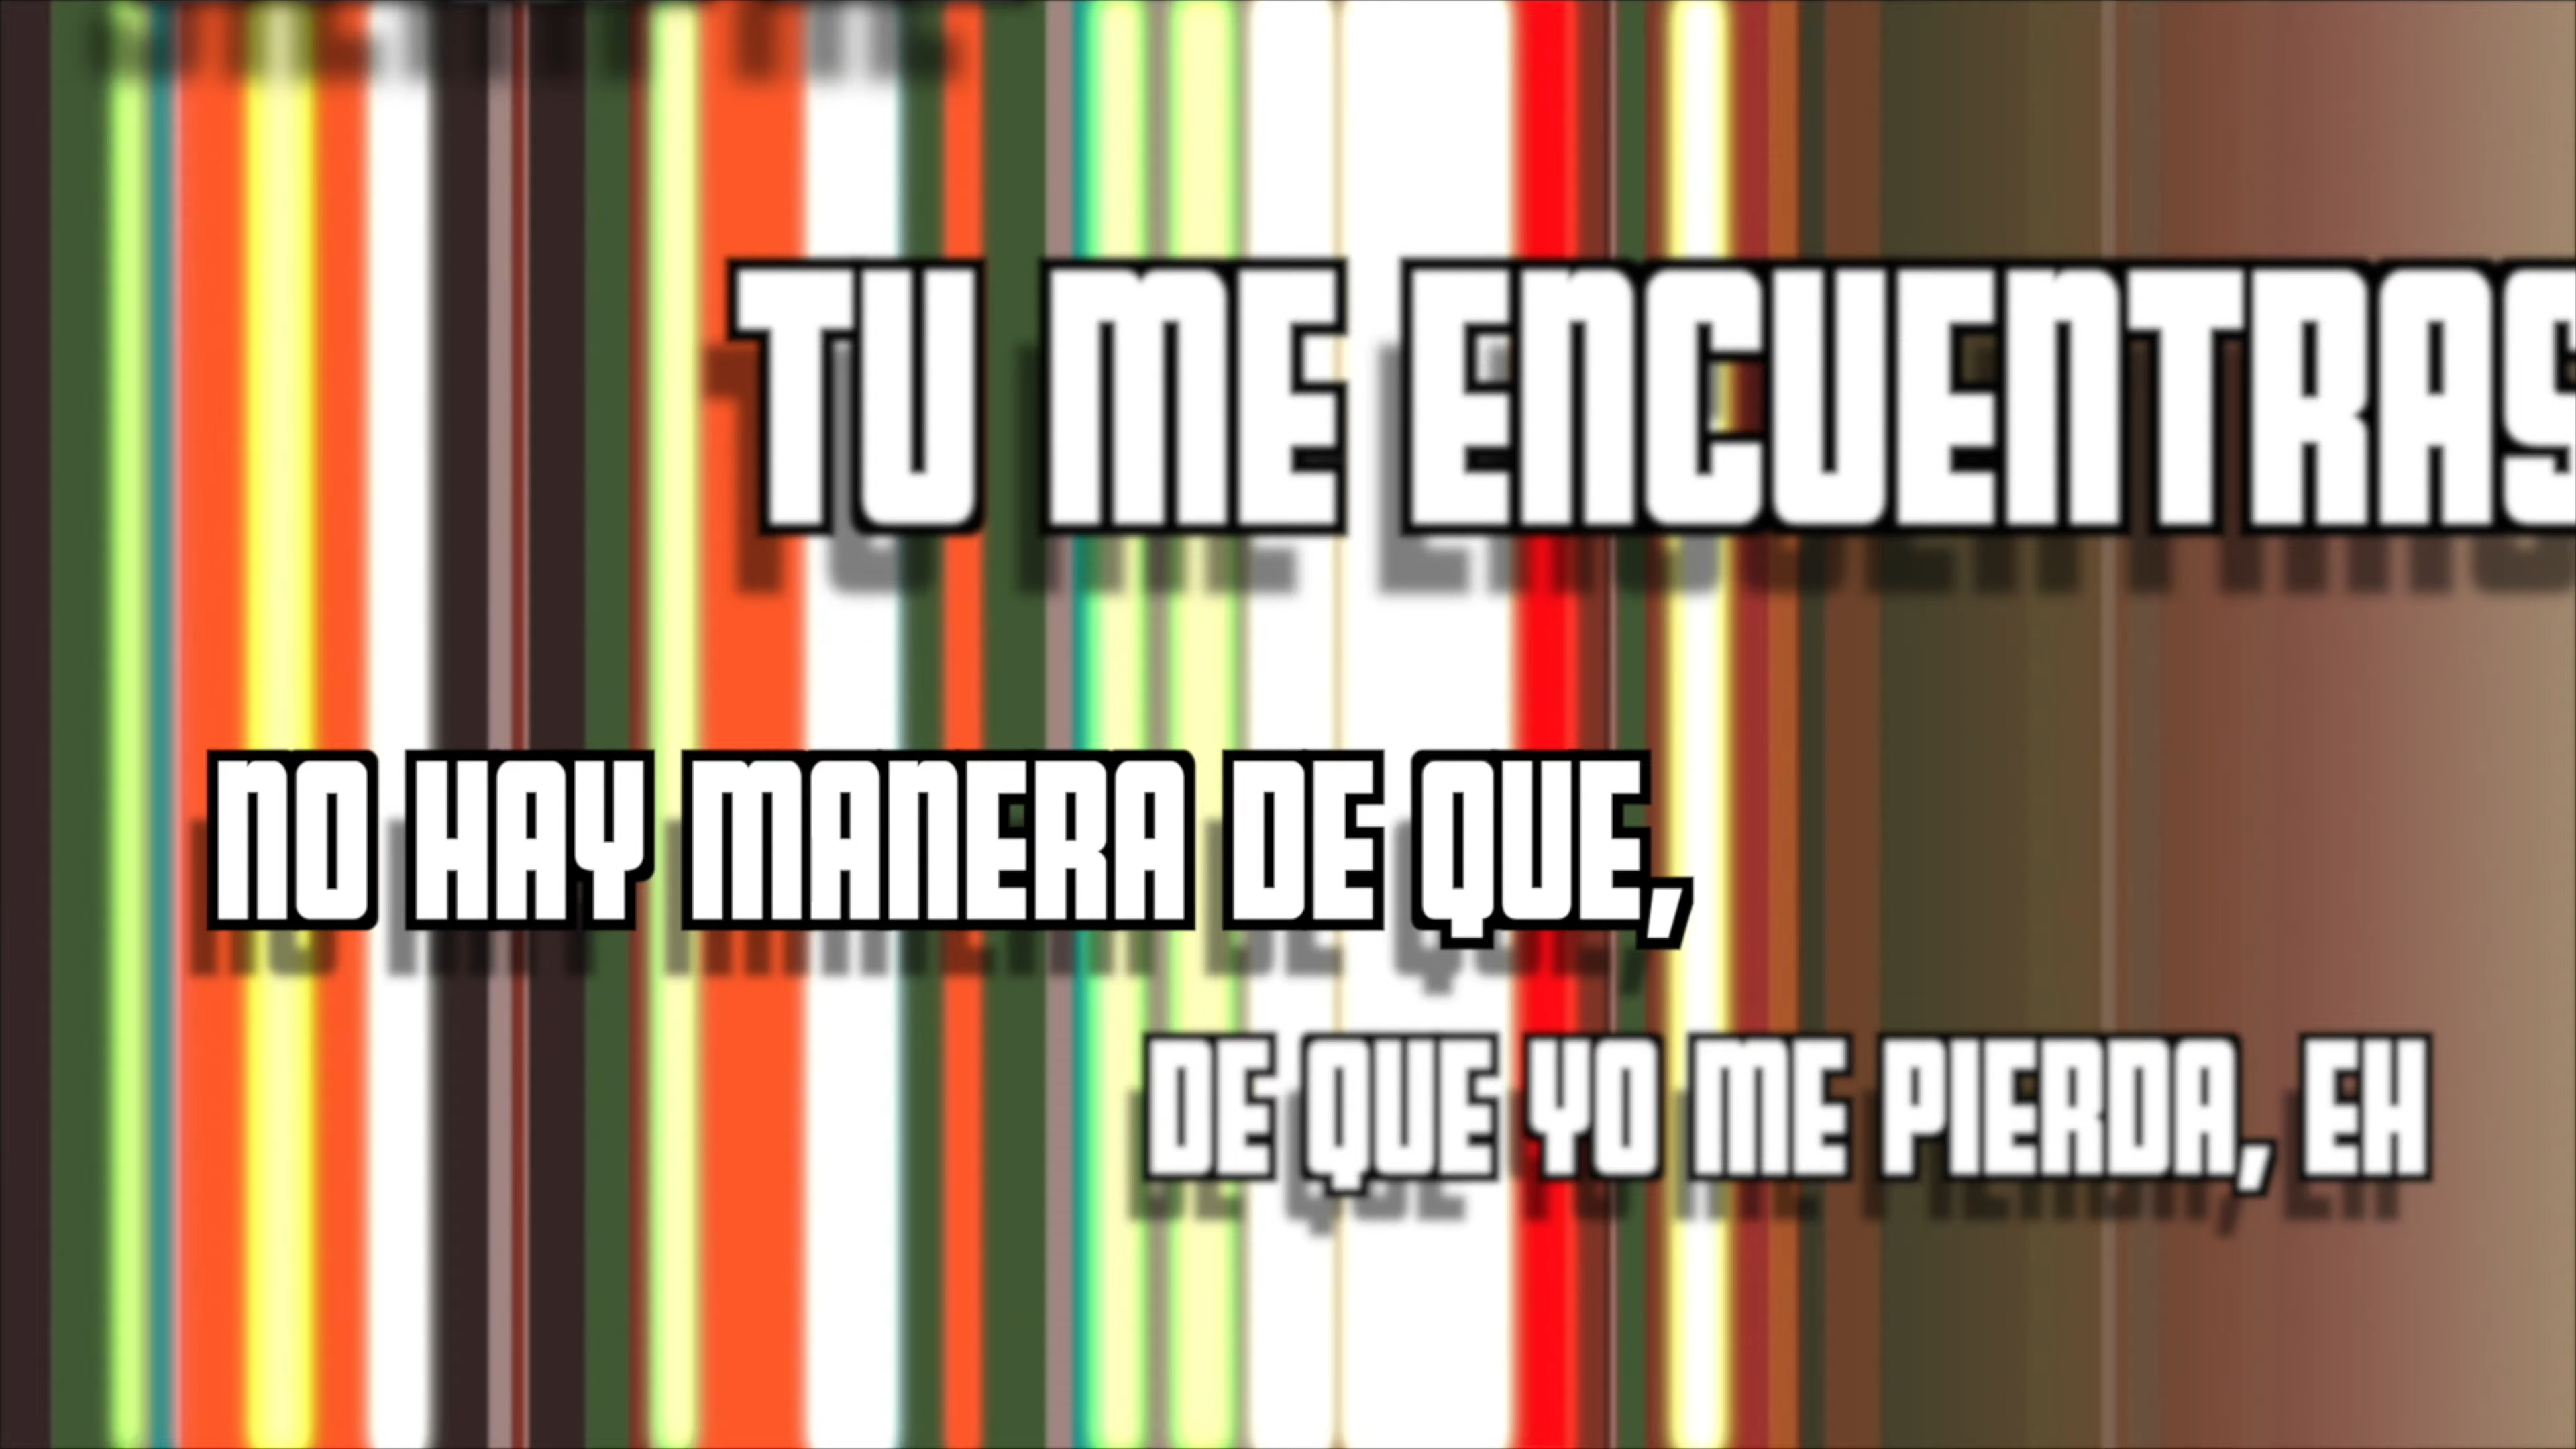 TU ME ENCUENTRAS
NO HAY MANERA DE QUE,
DE QUE YO ME PIERDA, EH